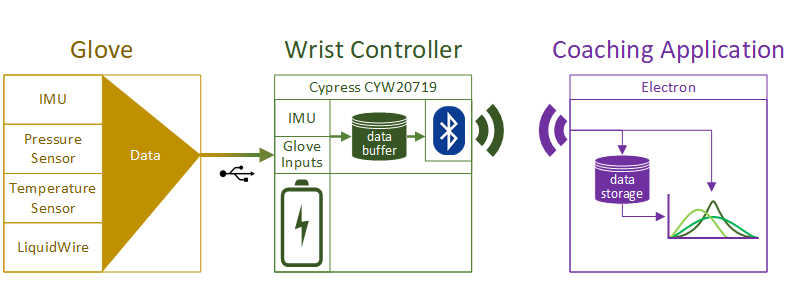 Glove
Wrist Controller
Coaching Application
IMU
Pressure
Sensor
Temperature
Sensor
LiquidWire
Data
Cypress CYW20719
IMU
Glove
Inputs
data
buffer
Electron
data
storage